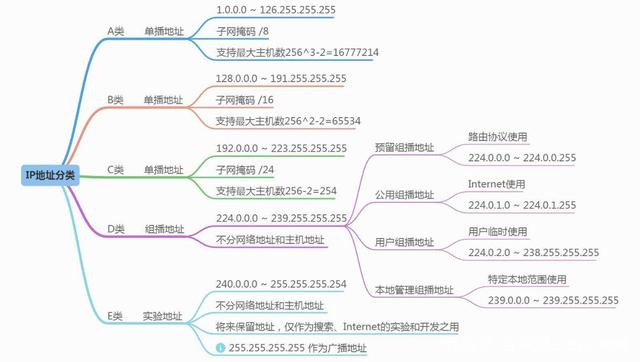 IP地址分类
A类 单播地址
1.0.0.0 ~ 126.255.255.255
子网掩码 /8
支持最大主机数256^3-2=16777214
B类 单播地址
128.0.0.0 ~ 191.255.255.255
子网掩码 /16
支持最大主机数256^2-2=65534
C类 单播地址
192.0.0.0 ~ 223.255.255.255
子网掩码 /24
支持最大主机数256-2=254
D类 组播地址
224.0.0.0 ~ 239.255.255.255
不分网络地址和主机地址
预留组播地址
路由协议使用
224.0.0.0 ~ 224.0.0.255
公用组播地址
Internet使用
224.0.1.0 ~ 224.0.1.255
用户组播地址
用户临时使用
224.0.2.0 ~ 238.255.255.255
本地管理组播地址
特定本地范围使用
239.0.0.0 ~ 239.255.255.255
E类 实验地址
240.0.0.0 ~ 255.255.255.254
不分网络地址和主机地址
将来保留地址，仅作为搜索、Internet的实验和开发之用
255.255.255.255 作为广播地址